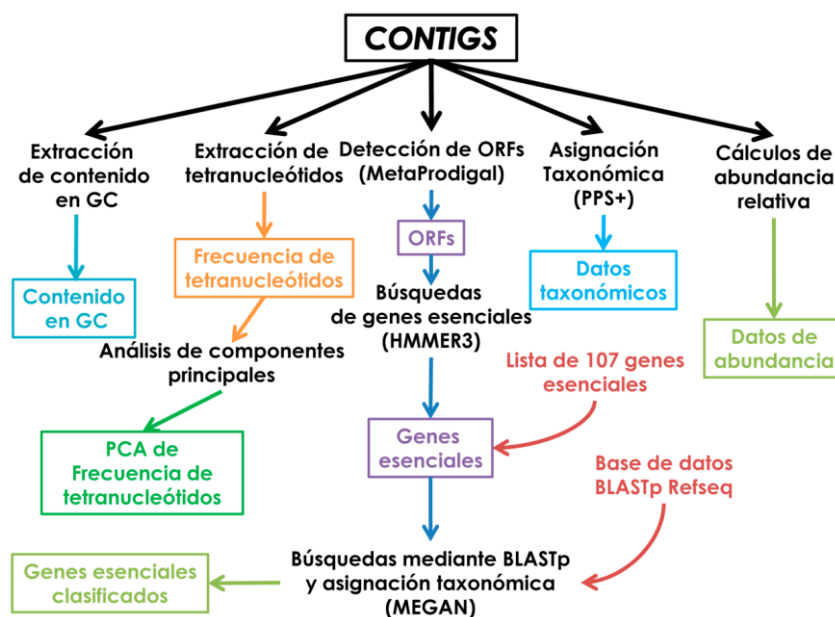 CONTIGS
Extracción
de contenido
en GC
Extracción de
tetranucleótidos
Detección de ORFs
(MetaProdigal)
Asignación
Taxonómica
(PPS+)
Cálculos de
abundancia
relativa
ORFs
Frecuencia de
tetranucleótidos
Datos
taxonómicos
Contenido
en GC
Búsquedas
de genes esenciales
(HMMER3)
Datos de
abundancia
Análisis de componentes
principales
Lista de 107 genes
esenciales
PCA de
Frecuencia de
tetranucleótidos
Genes
esenciales
Base de datos
BLASTp Refseq
Búsquedas mediante BLASTp
y asignación taxonómica
(MEGAN)
Genes esenciales
clasificados